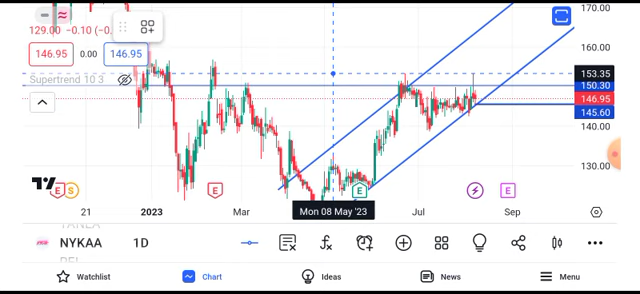 170.00
129.00 -0.10 (-0.
160.00
146.95 0.00 146.95
153.35
150.30
Supertrend 10 3
146.95
145.60
140.00
130.00
E S E E E
21 2023 Mar Mon 08 May '23 Jul Sep
NYKAA 1D
Watchlist Chart Ideas News Menu